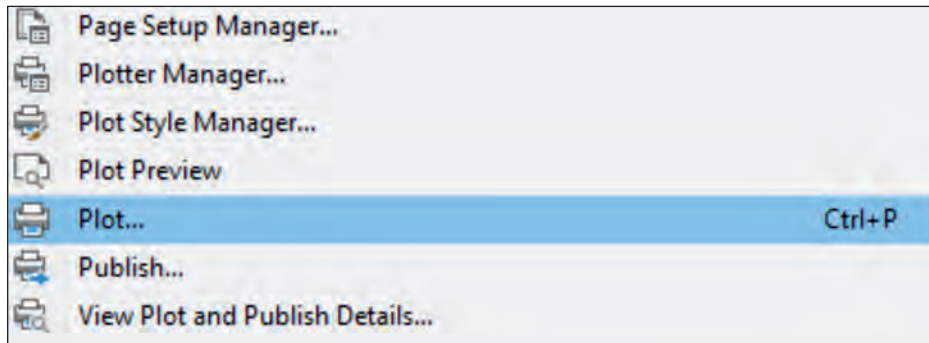 Page Setup Manager...
Plotter Manager...
Plot Style Manager...
Plot Preview
Plot... Ctrl+P
Publish...
View Plot and Publish Details...